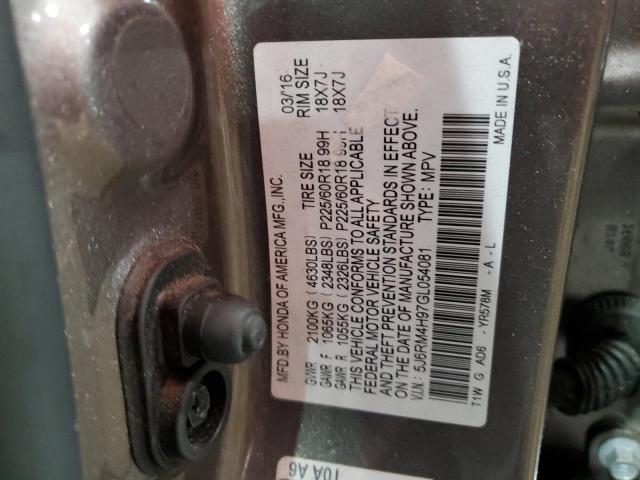 MFD.BY HONDA OF AMERICA MFG.,INC. 03/16
TIRE SIZE RIM SIZE
GVWR 2100KG (4630LBS)
GAWR F 1065KG (2348LBS) P225/60R18 99H 18X7J
GAWR R 1055KG (2326LBS) P225/60R18 99H 18X7J
THIS VEHICLE CONFORMS TO ALL APPLICABLE
FEDERAL MOTOR VEHICLE SAFETY
AND THEFT PREVENTION STANDARDS IN EFFECT
ON THE DATE OF MANUFACTURE SHOWN ABOVE.
V.I.N.: 5J6RM4H97GL054081 TYPE: MPV
T1W G AD6 -YR578M -A-L MADE IN U.S.A.
10A A6